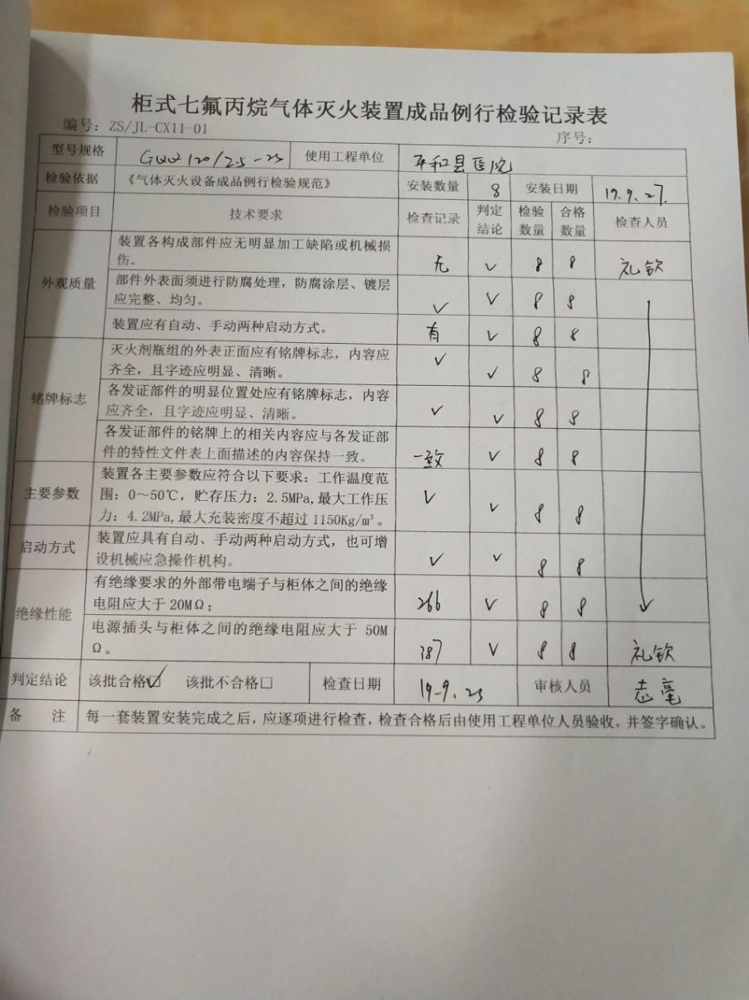 柜式七氟丙烷气体灭火装置成品例行检验记录表
编号：ZS/JL-CX11-01 序号：
型号规格 GQQ120/2.5-ZS 使用工程单位 平和县医院
检验依据 《气体灭火设备成品例行检验规范》 安装数量 8 安装日期 19.9.27.
检验项目 技术要求 检查记录 判定结论 检验数量 合格数量 检查人员
外观质量 装置各构成部件应无明显加工缺陷或机械损
伤。 无 √ 8 8 礼钦
部件外表面须进行防腐处理，防腐涂层、镀层
应完整、均匀。 √ √ 8 8
装置应有自动、手动两种启动方式。 有 √ 8 8
铭牌标志 灭火剂瓶组的外表正面应有铭牌标志，内容应
齐全，且字迹应明显、清晰。 √ √ 8 8
各发证部件的明显位置处应有铭牌标志，内容
应齐全，且字迹应明显、清晰。 √ √ 8 8
各发证部件的铭牌上的相关内容应与各发证部
件的特性文件表上面描述的内容保持一致。 一致 √ 8 8
主要参数 装置各主要参数应符合以下要求：工作温度范
围：0～50℃，贮存压力：2.5MPa,最大工作压
力：4.2MPa,最大充装密度不超过1150Kg/m³。 √ √ 8 8
启动方式 装置应具有自动、手动两种启动方式，也可增
设机械应急操作机构。 √ √ 8 8
绝缘性能 有绝缘要求的外部带电端子与柜体之间的绝缘
电阻应大于20MΩ； 266 √ 8 8
电源插头与柜体之间的绝缘电阻应大于 50M
Ω。 187 √ 8 8 礼钦
判定结论 该批合格☑ 该批不合格□ 检查日期 19-9.25 审核人员 志毫
备 注 每一套装置安装完成之后，应逐项进行检查，检查合格后由使用工程单位人员验收，并签字确认。